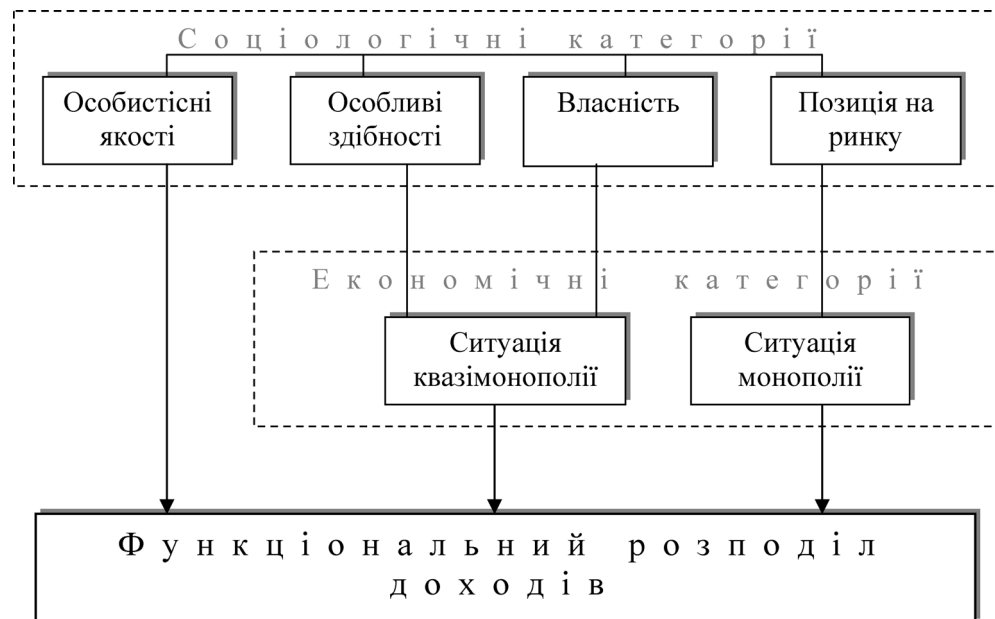 Соціологічні категорії
Особистісні
якості
Особливі
здібності
Власність
Позиція на
ринку
Економічні категорії
Ситуація
квазімонополії
Ситуація
монополії
Функціональний розподіл
доходів